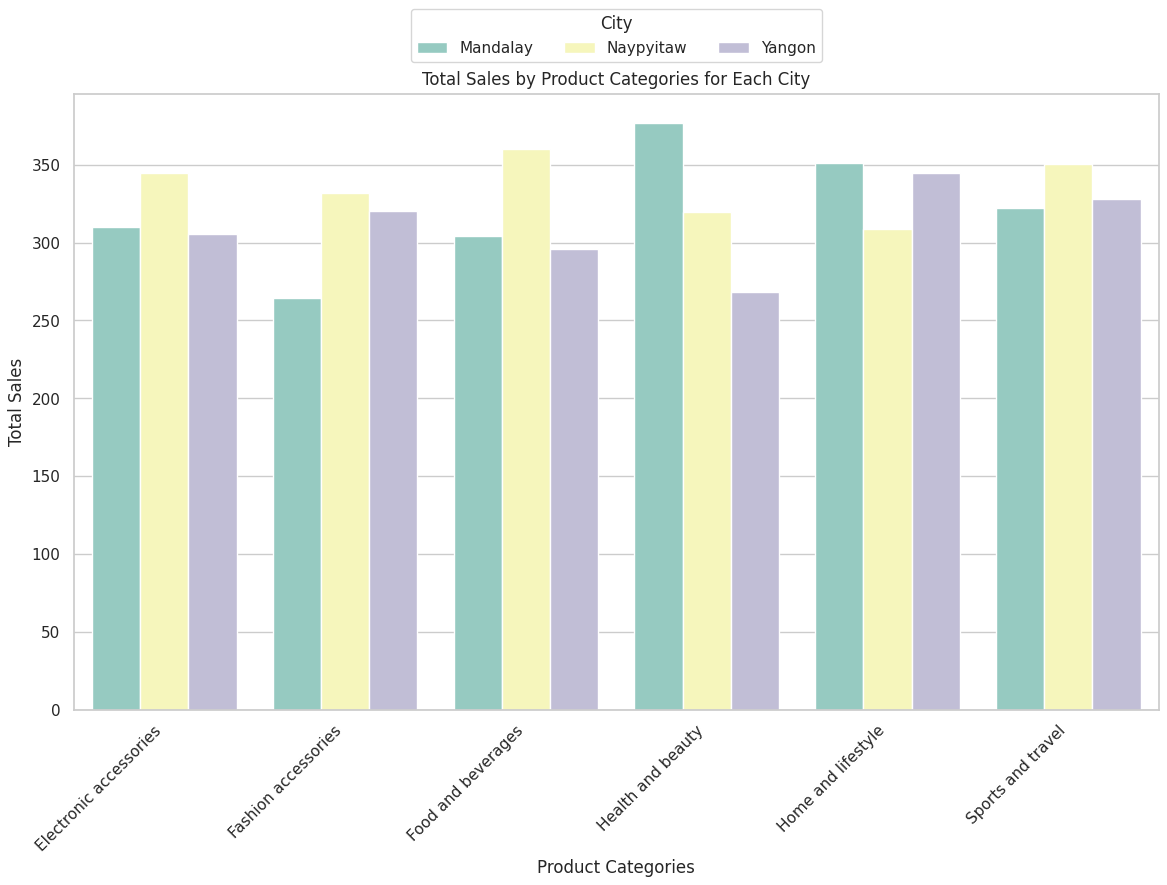 City
Mandalay Naypyitaw Yangon
Total Sales by Product Categories for Each City
350
300
250
200
150
100
50
0
Total Sales
Electronic accessories
Fashion accessories
Food and beverages
Health and beauty
Home and lifestyle
Sports and travel
Product Categories